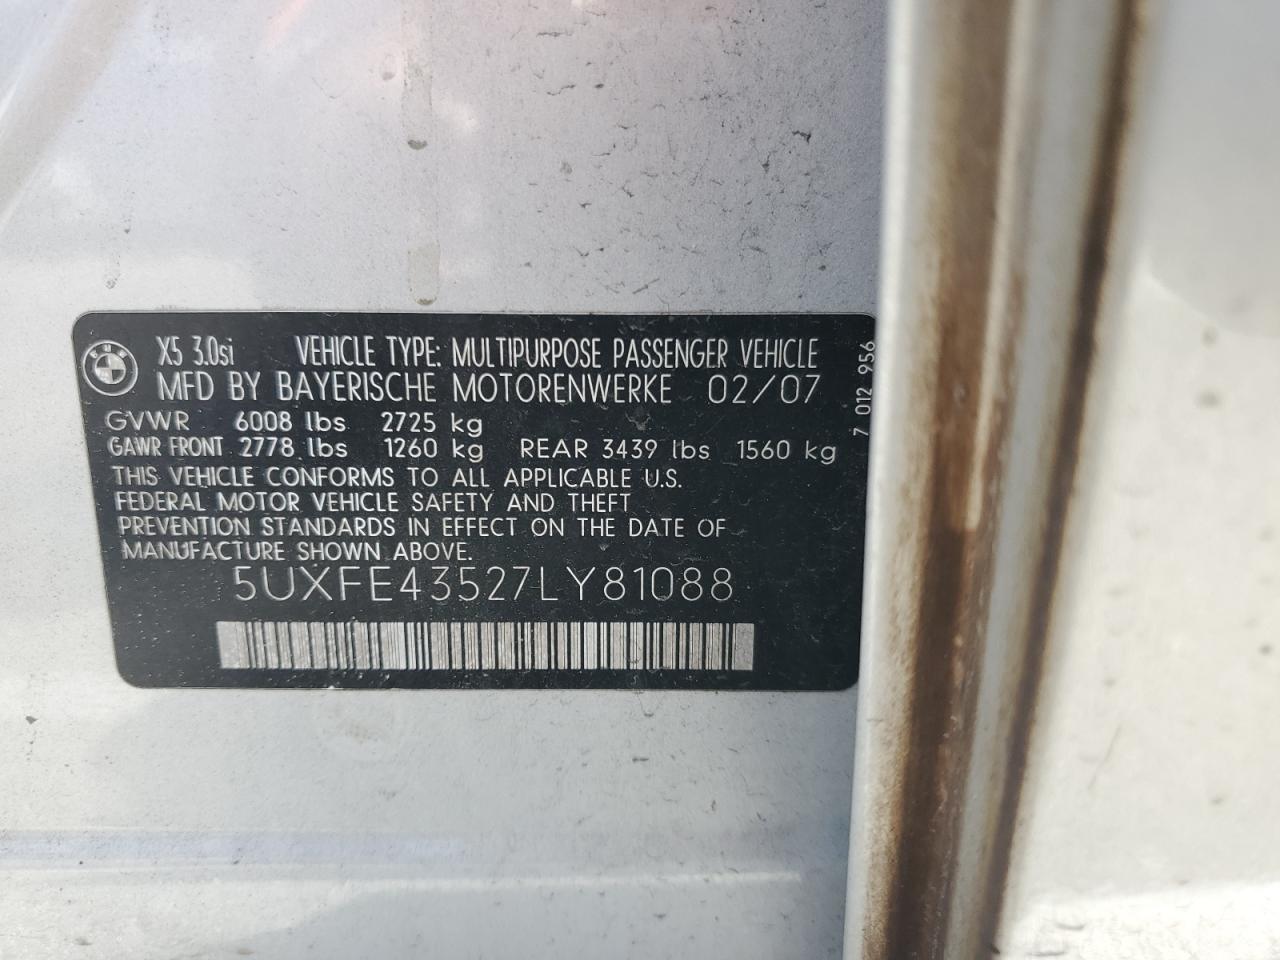 X5 3.0si VEHICLE TYPE: MULTIPURPOSE PASSENGER VEHICLE
MFD BY BAYERISCHE MOTORENWERKE 02/07
GVWR 6008 lbs 2725 kg
GAWR FRONT 2778 lbs 1260 kg REAR 3439 lbs 1560 kg
THIS VEHICLE CONFORMS TO ALL APPLICABLE U.S.
FEDERAL MOTOR VEHICLE SAFETY AND THEFT
PREVENTION STANDARDS IN EFFECT ON THE DATE OF
MANUFACTURE SHOWN ABOVE.
5UXFE43527LY81088
7 012 956
BMW